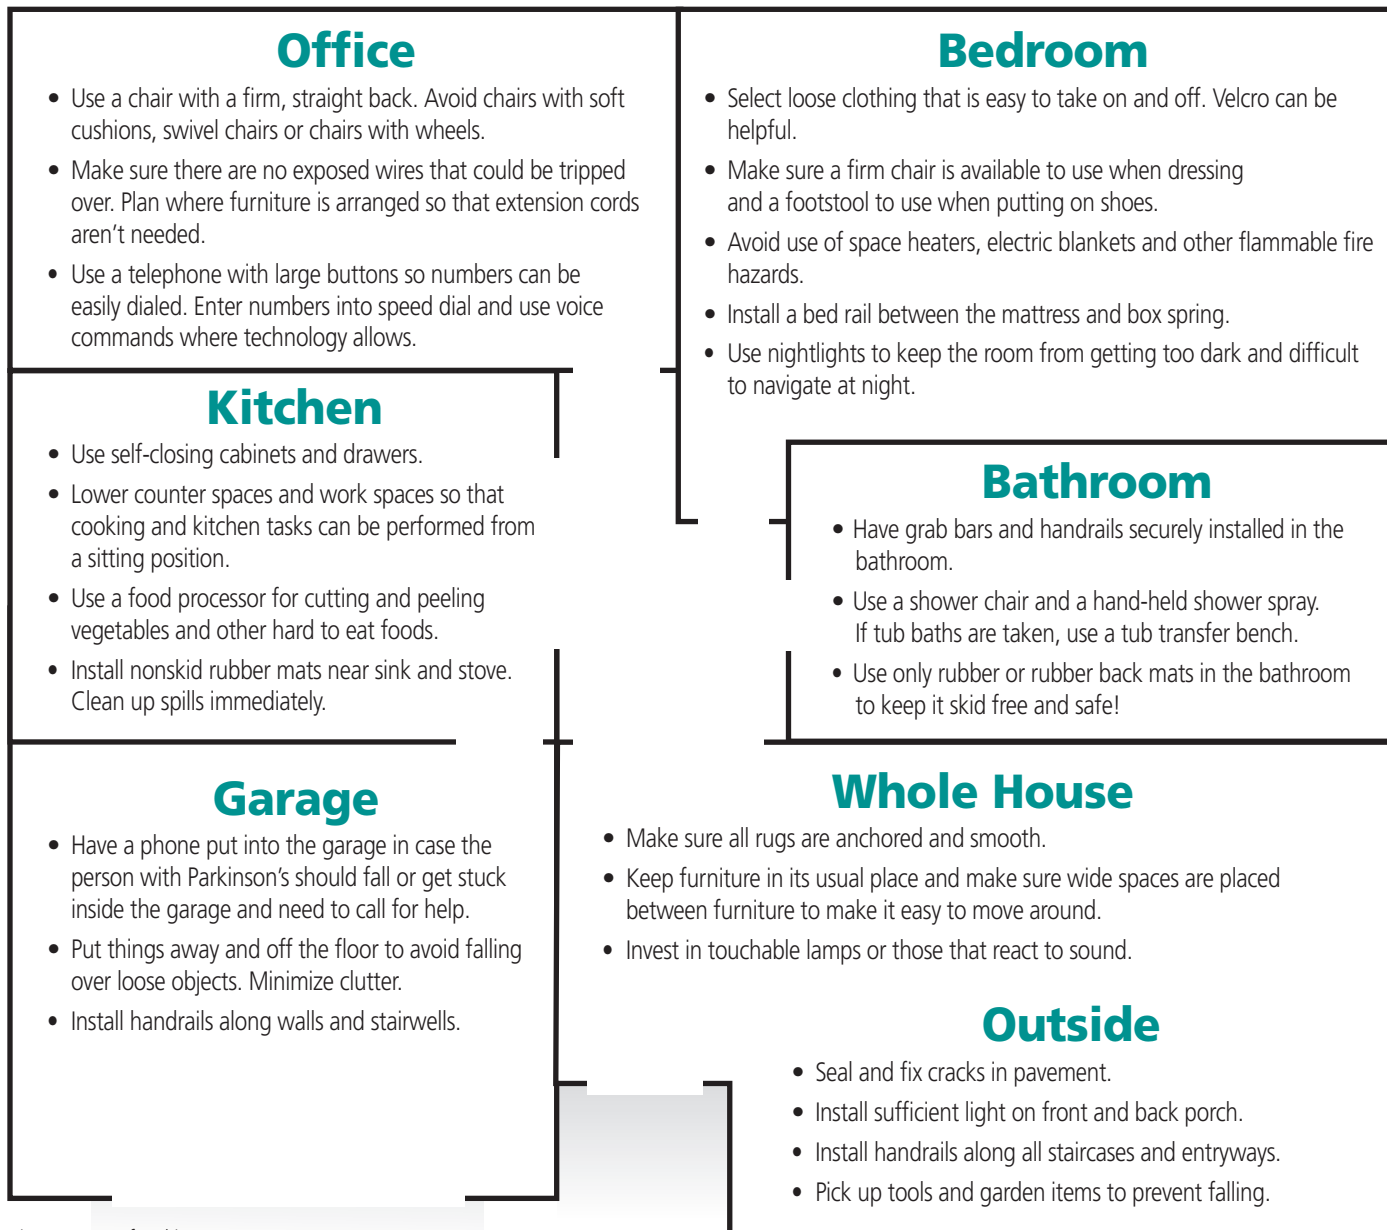 Office
• Use a chair with a firm, straight back. Avoid chairs with soft
cushions, swivel chairs or chairs with wheels.
• Make sure there are no exposed wires that could be tripped
over. Plan where furniture is arranged so that extension cords
aren't needed.
• Use a telephone with large buttons so numbers can be
easily dialed. Enter numbers into speed dial and use voice
commands where technology allows.
Bedroom
• Select loose clothing that is easy to take on and off. Velcro can be
helpful.
• Make sure a firm chair is available to use when dressing
and a footstool to use when putting on shoes.
• Avoid use of space heaters, electric blankets and other flammable fire
hazards.
• Install a bed rail between the mattress and box spring.
• Use nightlights to keep the room from getting too dark and difficult
to navigate at night.
Kitchen
• Use self-closing cabinets and drawers.
• Lower counter spaces and work spaces so that
cooking and kitchen tasks can be performed from
a sitting position.
• Use a food processor for cutting and peeling
vegetables and other hard to eat foods.
• Install nonskid rubber mats near sink and stove.
Clean up spills immediately.
Bathroom
• Have grab bars and handrails securely installed in the
bathroom.
• Use a shower chair and a hand-held shower spray.
If tub baths are taken, use a tub transfer bench.
• Use only rubber or rubber back mats in the bathroom
to keep it skid free and safe!
Garage
• Have a phone put into the garage in case the
person with Parkinson's should fall or get stuck
inside the garage and need to call for help.
• Put things away and off the floor to avoid falling
over loose objects. Minimize clutter.
• Install handrails along walls and stairwells.
Whole House
• Make sure all rugs are anchored and smooth.
• Keep furniture in its usual place and make sure wide spaces are placed
between furniture to make it easy to move around.
• Invest in touchable lamps or those that react to sound.
Outside
• Seal and fix cracks in pavement.
• Install sufficient light on front and back porch.
• Install handrails along all staircases and entryways.
• Pick up tools and garden items to prevent falling.